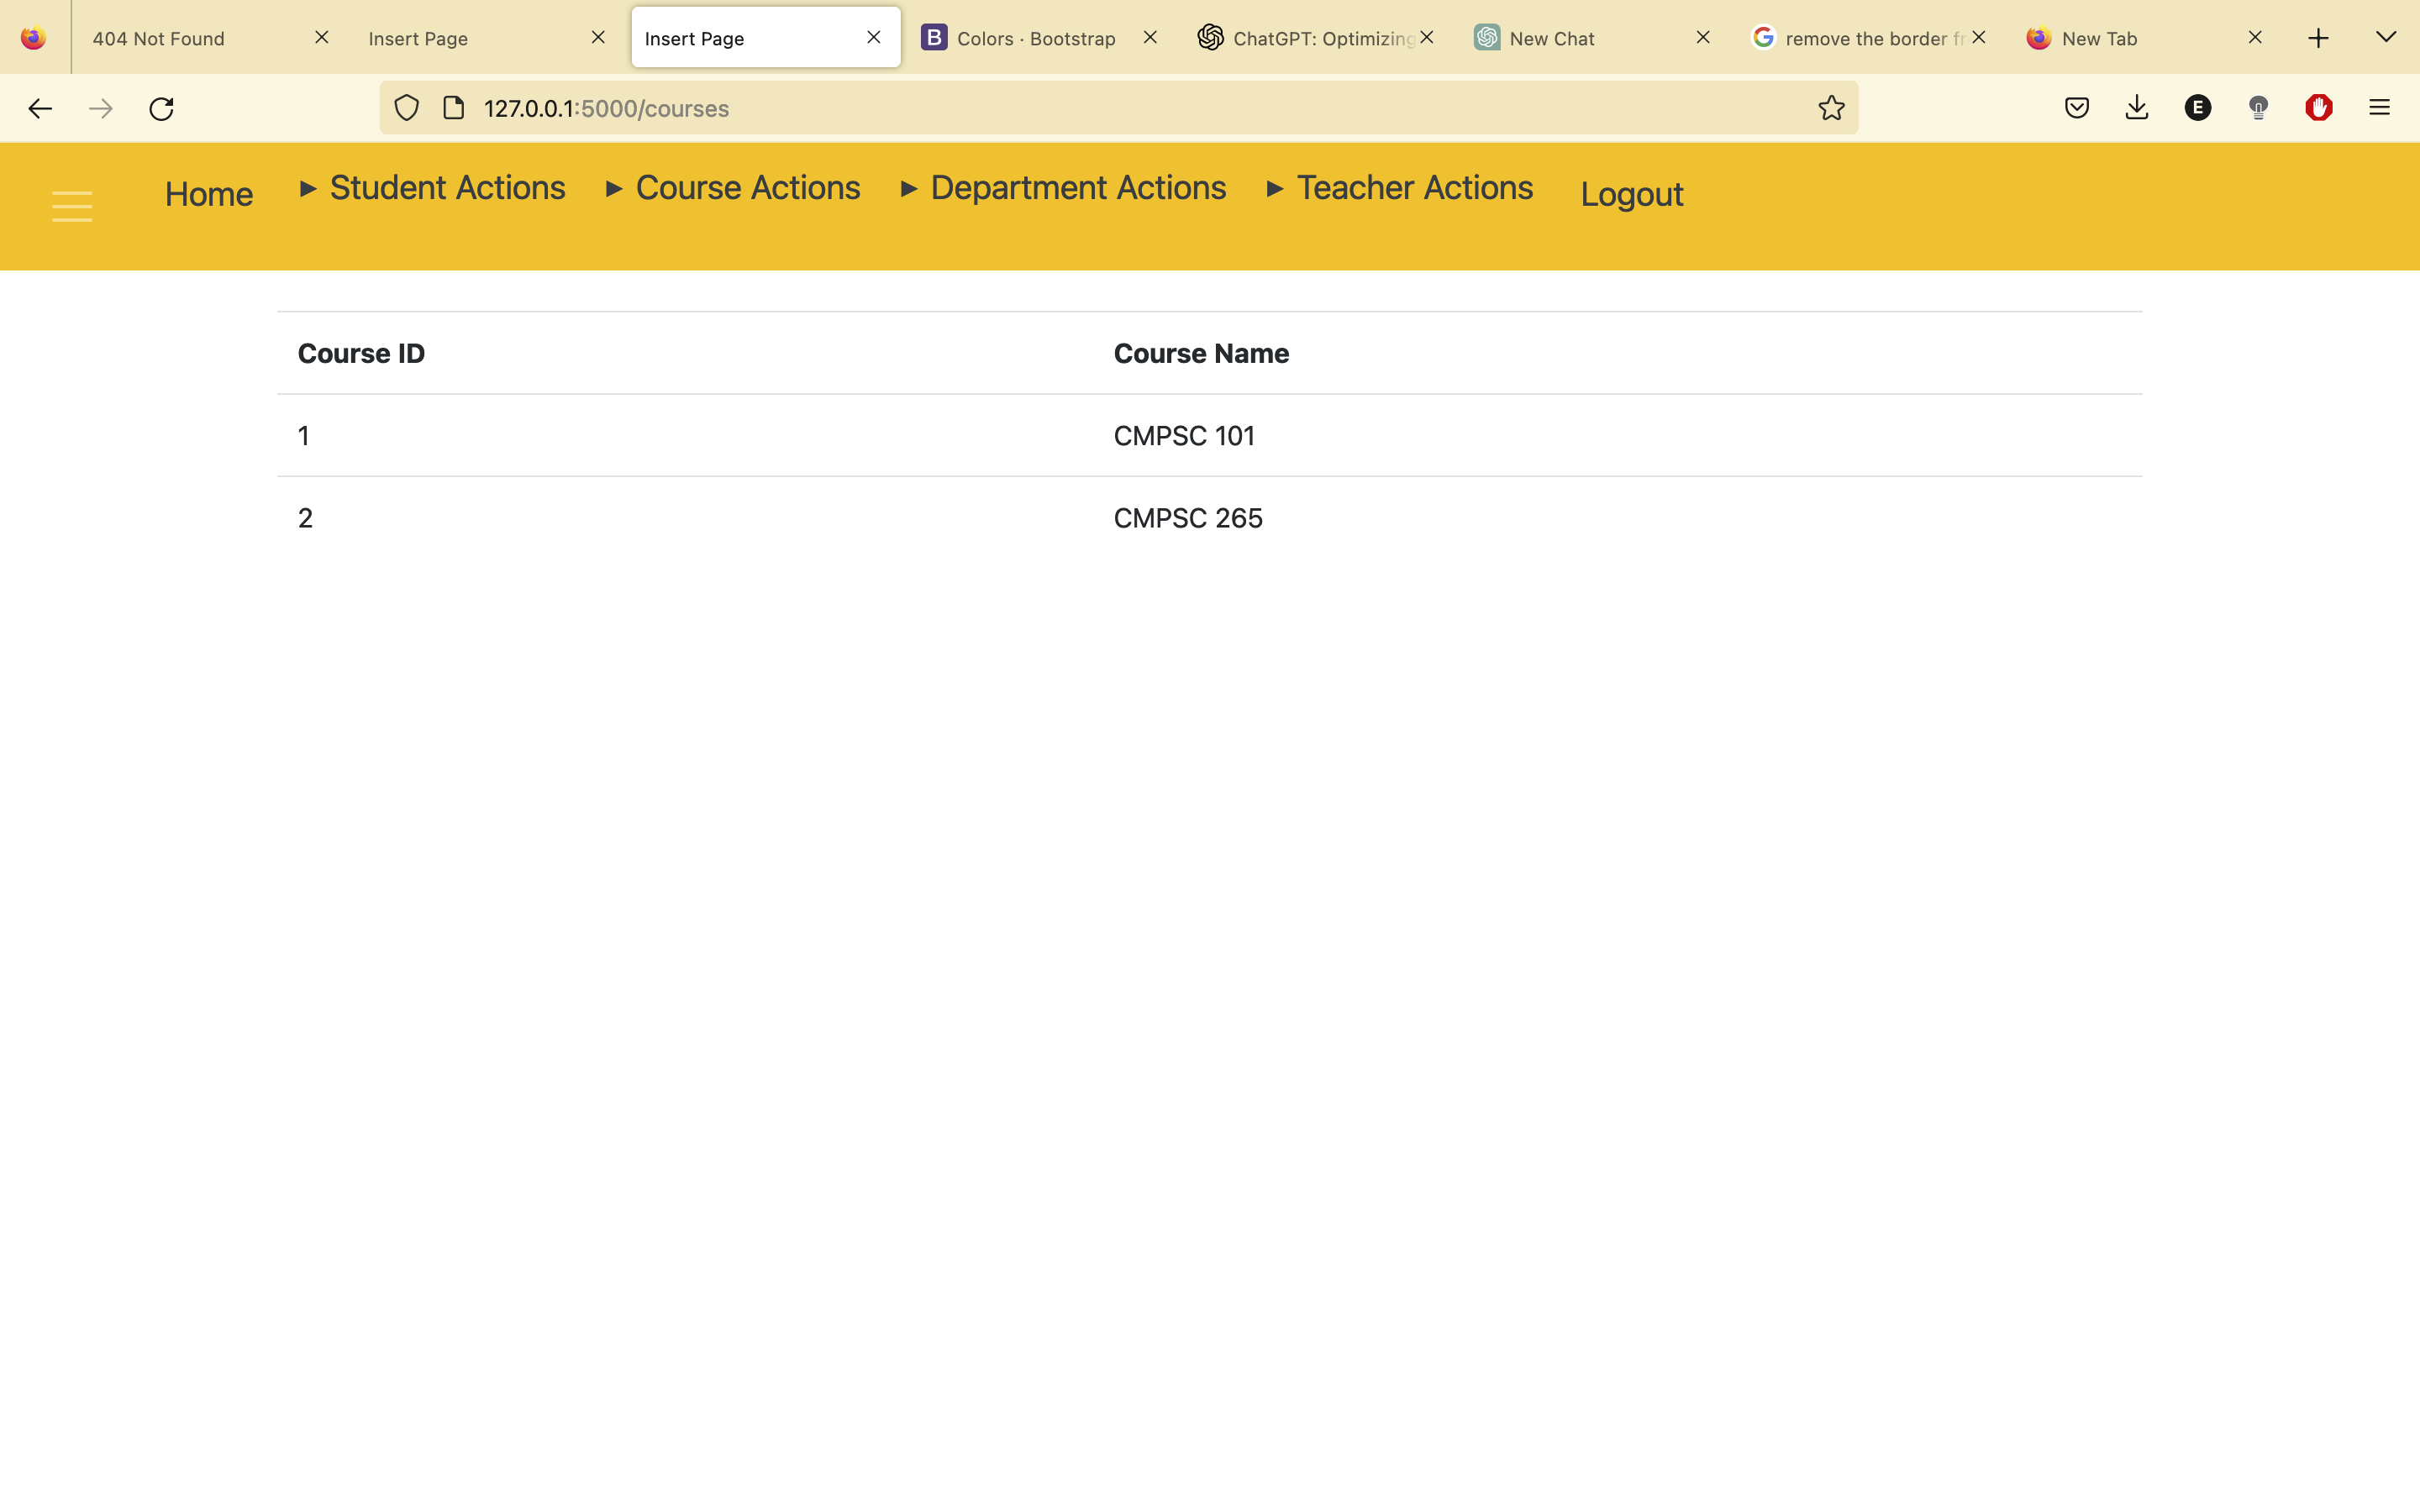 404 Not Found
Insert Page
Insert Page
B Colors · Bootstrap
ChatGPT: Optimizing
New Chat
G remove the border fr
New Tab
127.0.0.1:5000/courses
E
Home ▶ Student Actions ▶ Course Actions ▶ Department Actions ▶ Teacher Actions Logout
Course ID Course Name
1 CMPSC 101
2 CMPSC 265